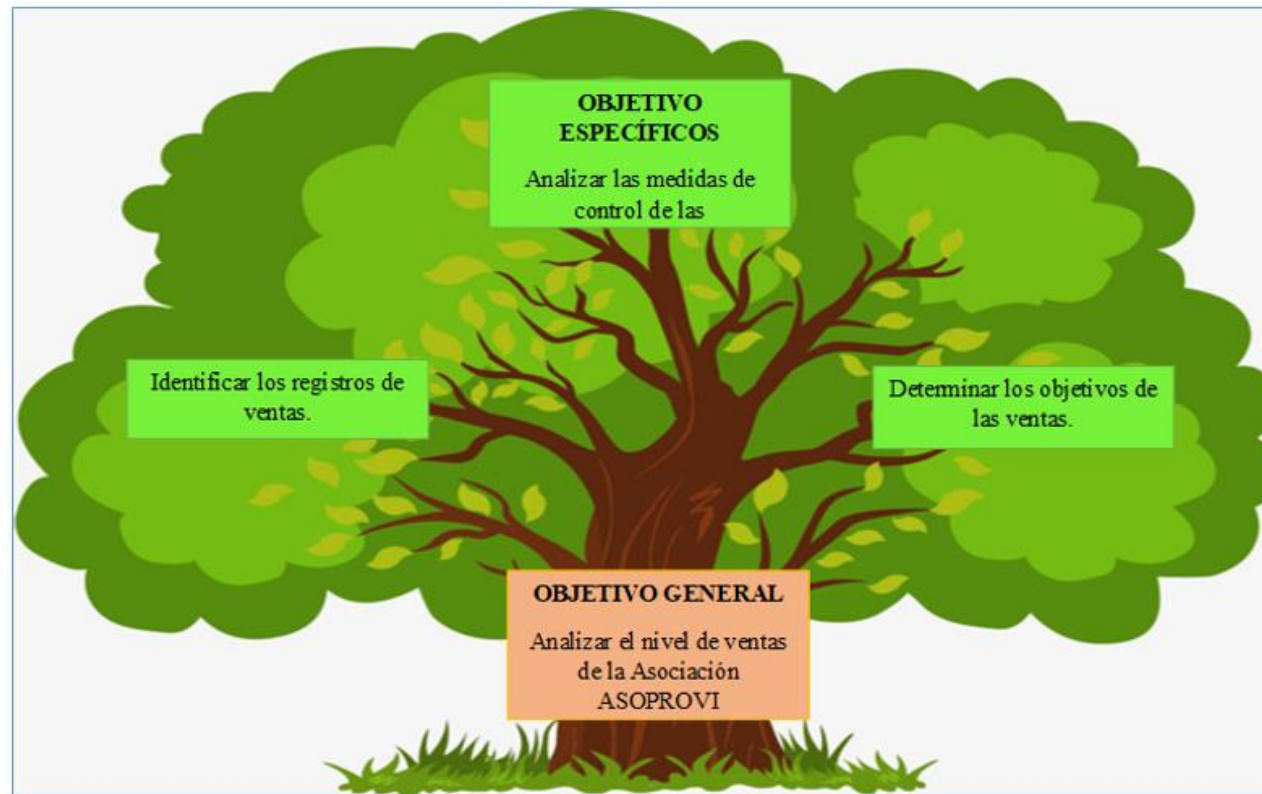 OBJETIVO
ESPECÍFICOS
Analizar las medidas de
control de las
Identificar los registros de
ventas.
Determinar los objetivos de
las ventas.
OBJETIVO GENERAL
Analizar el nivel de ventas
de la Asociación
ASOPROVI